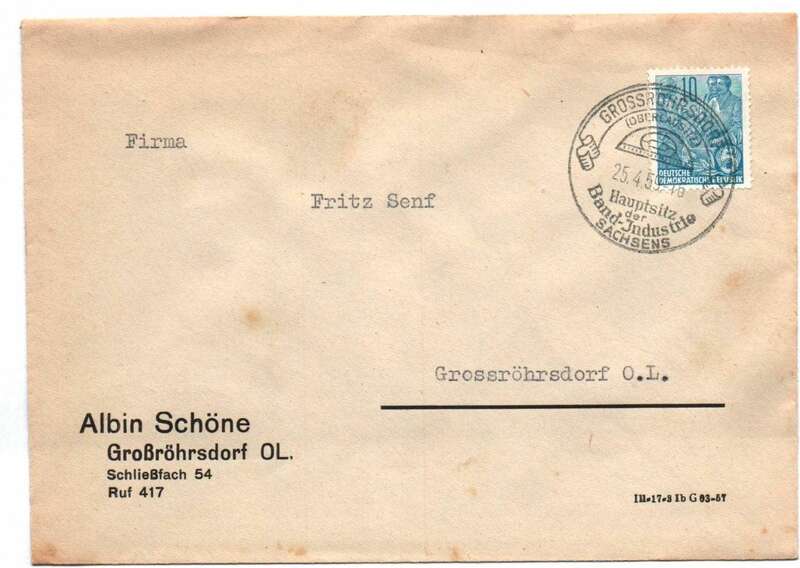 10
DEUTSCHE
DEMOKRATISCHE REPUBLIK
GROSSRÖHRSDORF
(OBERLAUSITZ)
25.4.5
Hauptsitz
der
Band-Industrie
SACHSENS
Firma
Fritz Senf
Grossröhrsdorf O.L.
Albin Schöne
Großröhrsdorf OL.
Schließfach 54
Ruf 417
III-17-3 Ib G 63-57